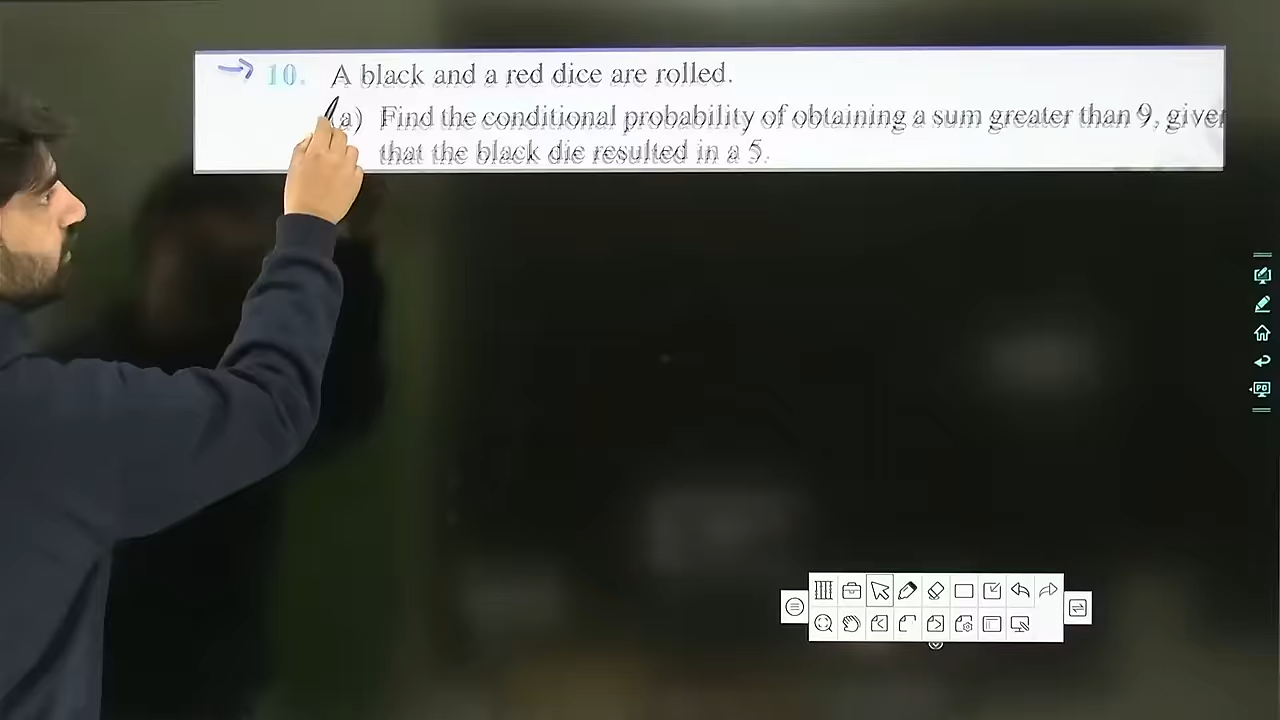 10. A black and a red dice are rolled.
(a) Find the conditional probability of obtaining a sum greater than 9, given
that the black die resulted in a 5.